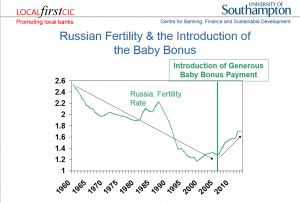 LOCALfirstCIC
Promoting local banks
UNIVERSITY OF
Southampton
Centre for Banking, Finance and Sustainable Development
Russian Fertility & the Introduction of
the Baby Bonus
Introduction of Generous
Baby Bonus Payment
2.6
2.4
2.2
2
1.8
1.6
1.4
1.2
1
Russia: Fertility
Rate
1960
1965
1970
1975
1980
1985
1990
1995
2000
2005
2010